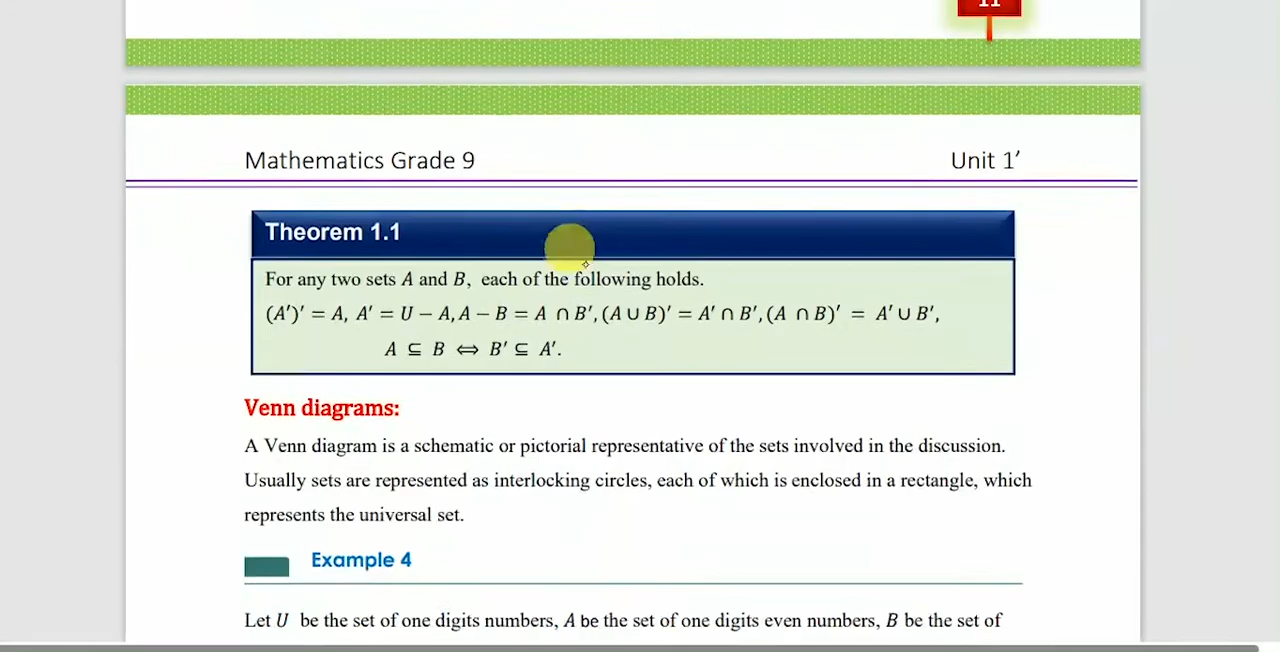 11
Mathematics Grade 9 Unit 1′
Theorem 1.1
For any two sets A and B, each of the following holds.
(A′)′ = A, A′ = U − A, A − B = A ∩ B′, (A ∪ B)′ = A′ ∩ B′, (A ∩ B)′ = A′ ∪ B′,
A ⊆ B ⟺ B′ ⊆ A′.
Venn diagrams:
A Venn diagram is a schematic or pictorial representative of the sets involved in the discussion.
Usually sets are represented as interlocking circles, each of which is enclosed in a rectangle, which
represents the universal set.
Example 4
Let U be the set of one digits numbers, A be the set of one digits even numbers, B be the set of